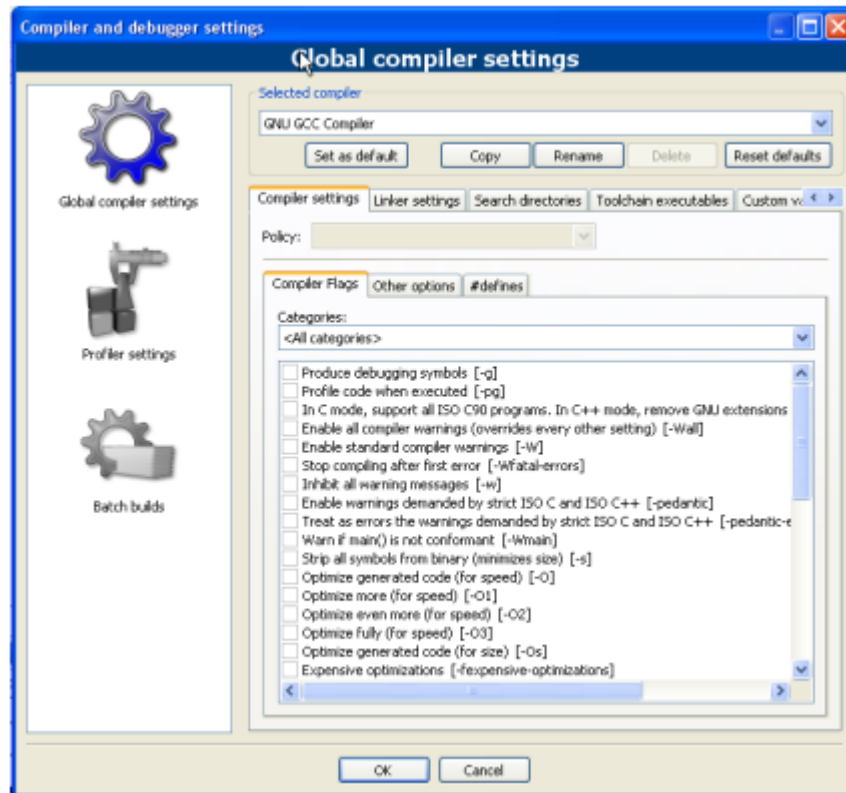 Compiler and debugger settings
Global compiler settings
Selected compiler
GNU GCC Compiler
Set as default
Copy
Rename
Delete
Reset defaults
Global compiler settings
Profiler settings
Batch builds
Compiler settings
Linker settings
Search directories
Toolchain executables
Custom
Policy:
Compiler Flags
Other options
#defines
Categories:
<All categories>
Produce debugging symbols [-g]
Profile code when executed [-pg]
In C mode, support all ISO C90 programs. In C++ mode, remove GNU extensions
Enable all compiler warnings (overrides every other setting) [-Wall]
Enable standard compiler warnings [-W]
Stop compiling after first error [-Wfatal-errors]
Inhibit all warning messages [-w]
Enable warnings demanded by strict ISO C and ISO C++ [-pedantic]
Treat as errors the warnings demanded by strict ISO C and ISO C++ [-pedantic-e
Warn if main() is not conformant [-Wmain]
Strip all symbols from binary (minimizes size) [-s]
Optimize generated code (for speed) [-O]
Optimize more (for speed) [-O1]
Optimize even more (for speed) [-O2]
Optimize fully (for speed) [-O3]
Optimize generated code (for size) [-Os]
Expensive optimizations [-fexpensive-optimizations]
OK
Cancel